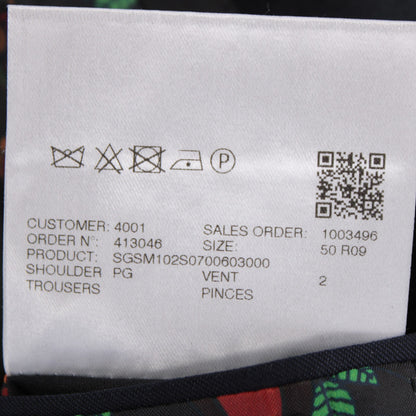 P
CUSTOMER: 4001 SALES ORDER: 1003496
ORDER N°: 413046 SIZE: 50 R09
PRODUCT: SGSM102S0700603000
SHOULDER PG VENT 2
TROUSERS PINCES